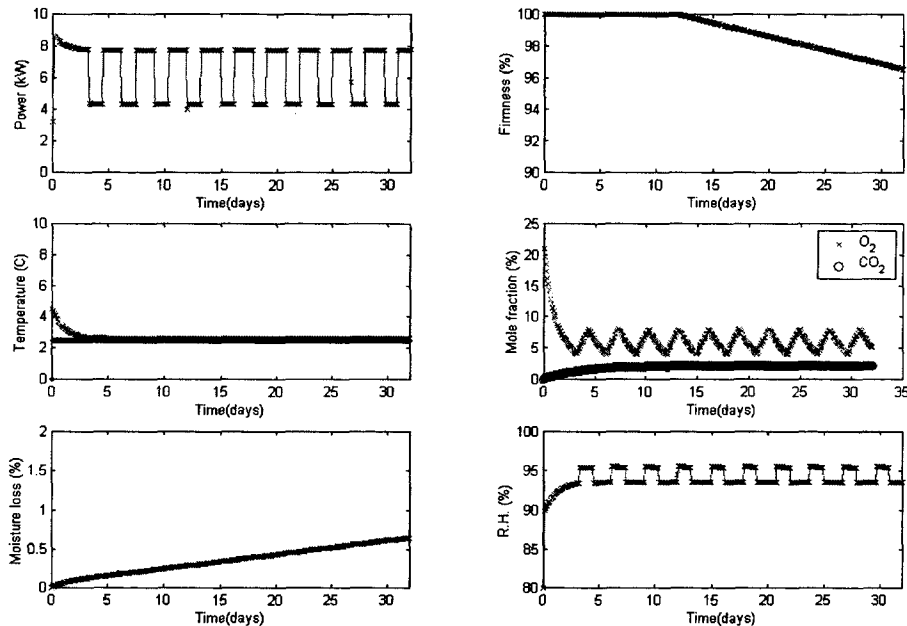 10
8
6
4
2
0
Power (kW)
0 5 10 15 20 25 30
Time(days)
100
98
96
94
92
90
Firmness (%)
0 5 10 15 20 25 30
Time(days)
10
8
6
4
2
0
Temperature (C)
0 5 10 15 20 25 30
Time(days)
25
20
15
10
5
0
Mole fraction (%)
O2
CO2
0 5 10 15 20 25 30 35
Time(days)
2
1.5
1
0.5
0
Moisture loss (%)
0 5 10 15 20 25 30
Time(days)
100
95
90
85
80
R.H. (%)
0 5 10 15 20 25 30
Time(days)